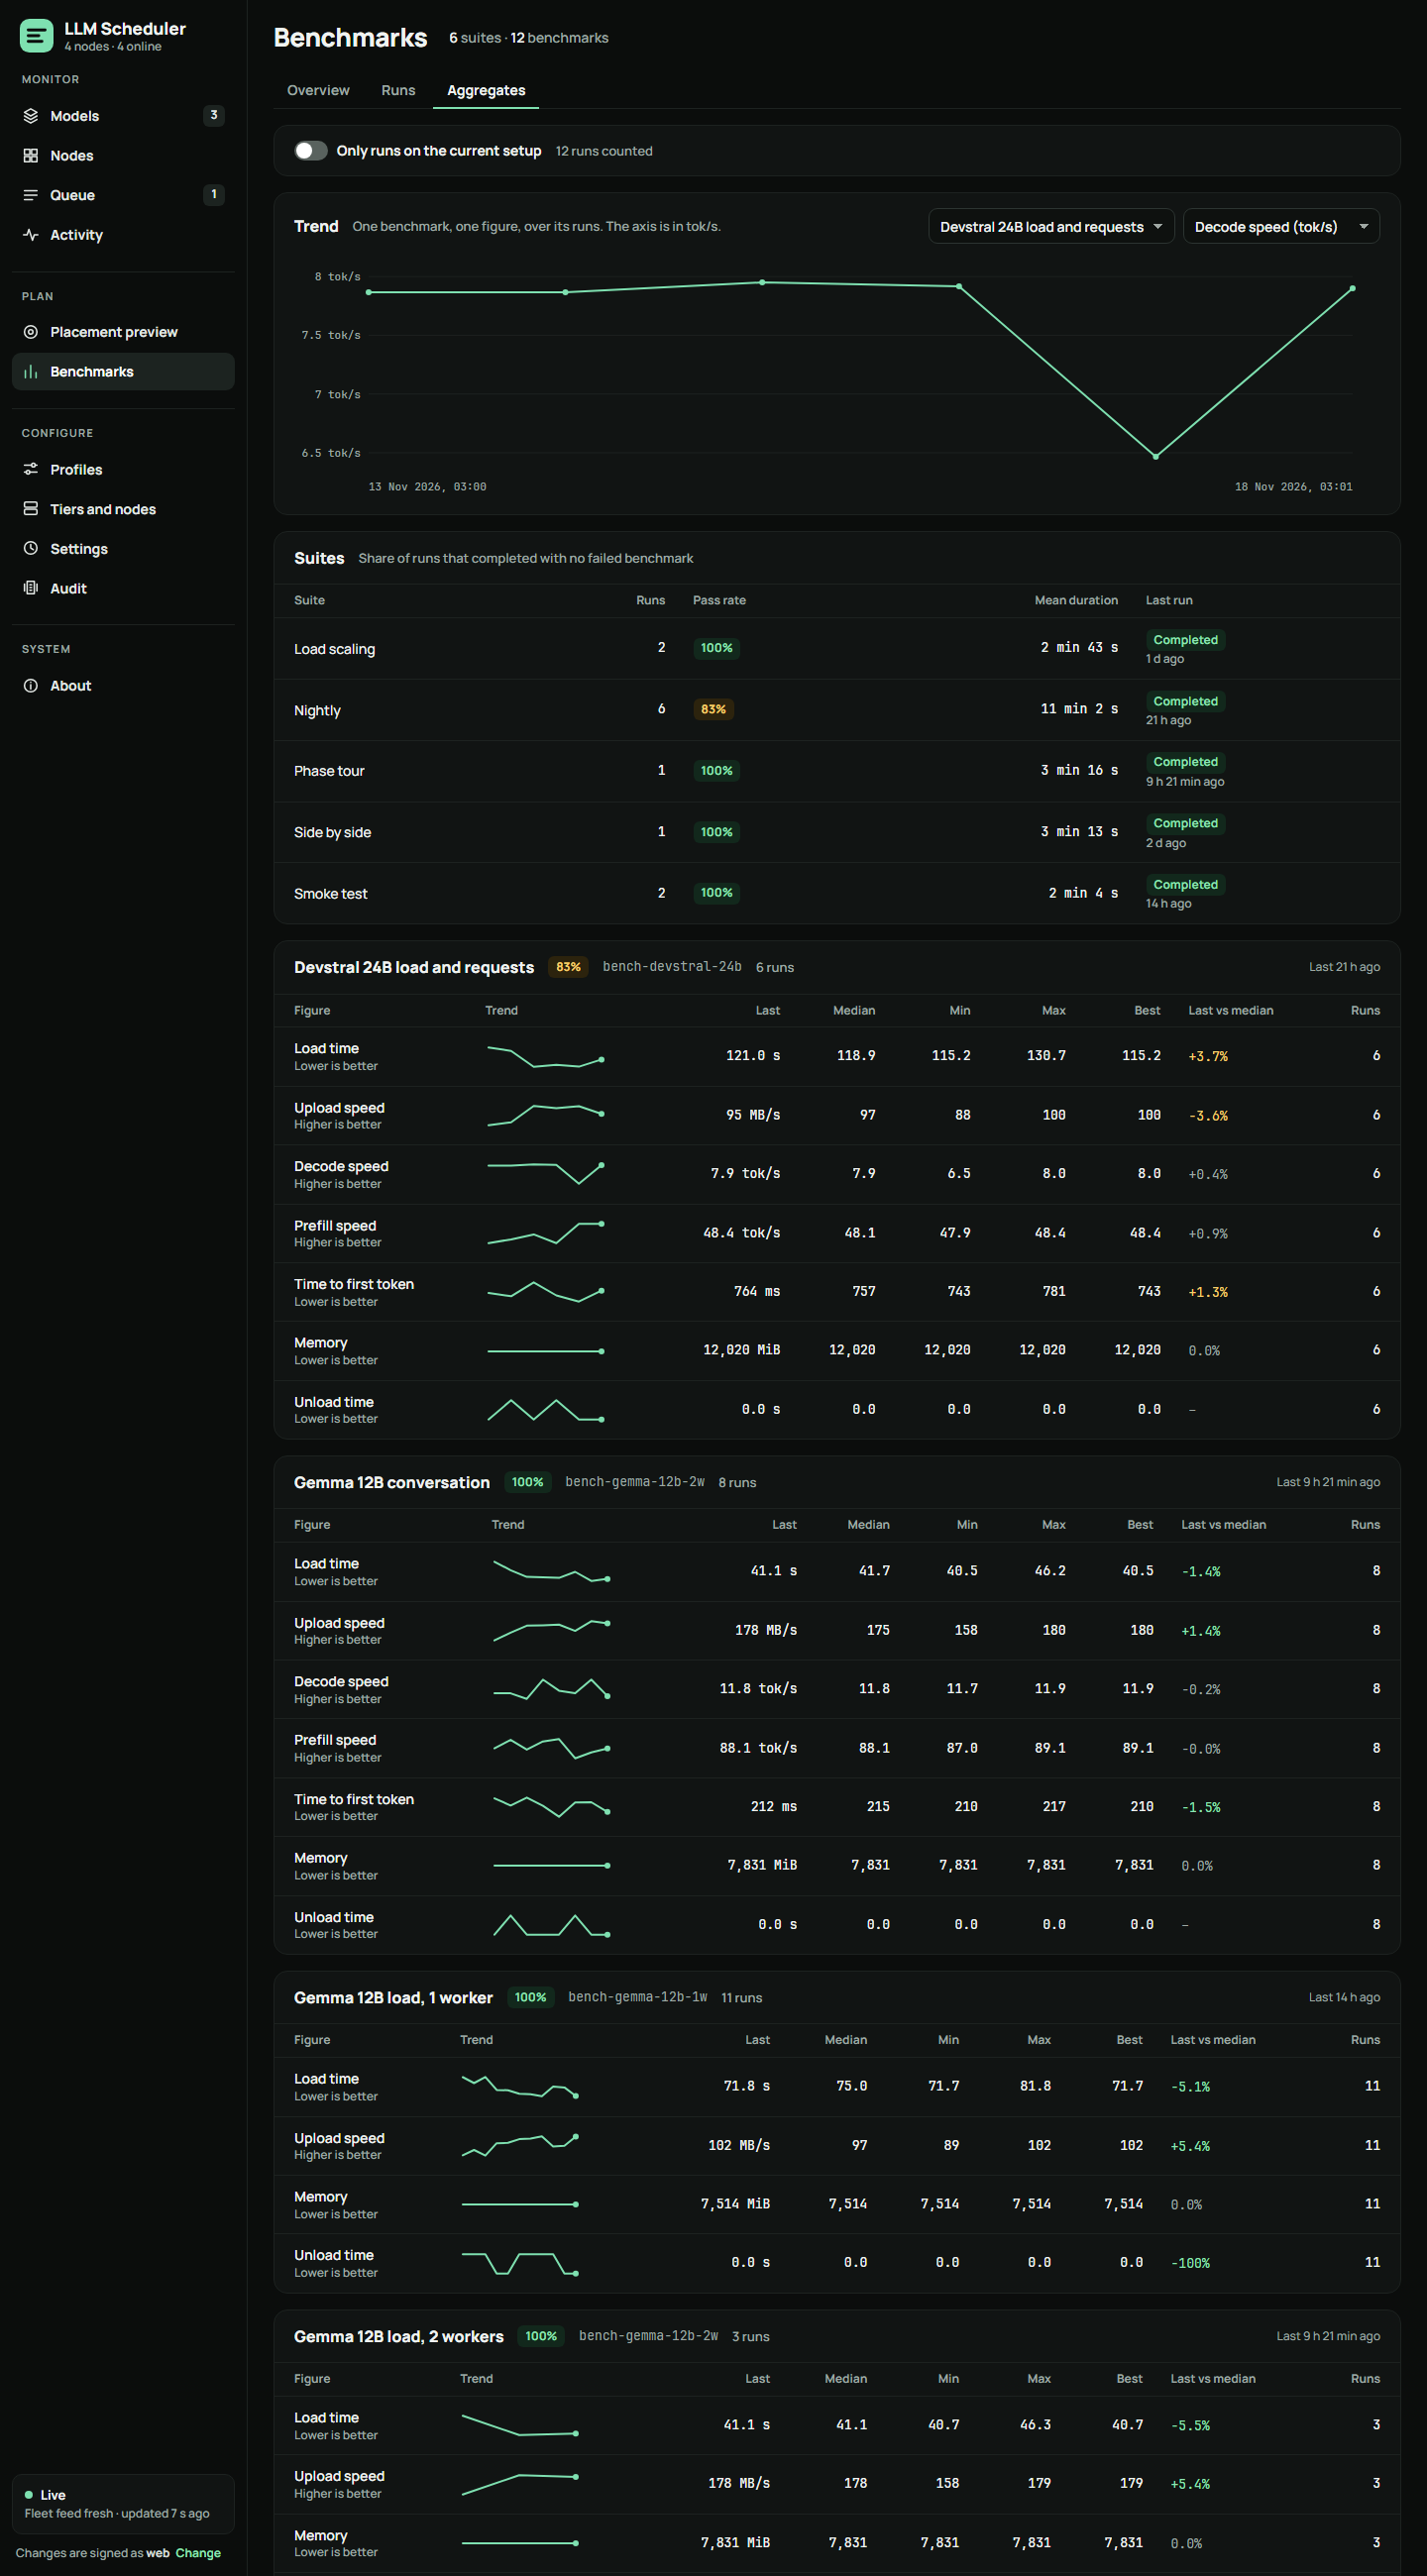 LLM Scheduler
4 nodes · 4 online
MONITOR
Models 3
Nodes
Queue 1
Activity
PLAN
Placement preview
Benchmarks
CONFIGURE
Profiles
Tiers and nodes
Settings
Audit
SYSTEM
About
Live
Fleet feed fresh · updated 7 s ago
Changes are signed as web Change
Benchmarks 6 suites · 12 benchmarks
Overview Runs Aggregates
Only runs on the current setup 12 runs counted
Trend One benchmark, one figure, over its runs. The axis is in tok/s. Devstral 24B load and requests Decode speed (tok/s)
8 tok/s
7.5 tok/s
7 tok/s
6.5 tok/s
13 Nov 2026, 03:00 18 Nov 2026, 03:01
Suites Share of runs that completed with no failed benchmark
Suite Runs Pass rate Mean duration Last run
Load scaling 2 100% 2 min 43 s Completed
1 d ago
Nightly 6 83% 11 min 2 s Completed
21 h ago
Phase tour 1 100% 3 min 16 s Completed
9 h 21 min ago
Side by side 1 100% 3 min 13 s Completed
2 d ago
Smoke test 2 100% 2 min 4 s Completed
14 h ago
Devstral 24B load and requests 83% bench-devstral-24b 6 runs Last 21 h ago
Figure Trend Last Median Min Max Best Last vs median Runs
Load time 121.0 s 118.9 115.2 130.7 115.2 +3.7% 6
Lower is better
Upload speed 95 MB/s 97 88 100 100 -3.6% 6
Higher is better
Decode speed 7.9 tok/s 7.9 6.5 8.0 8.0 +0.4% 6
Higher is better
Prefill speed 48.4 tok/s 48.1 47.9 48.4 48.4 +0.9% 6
Higher is better
Time to first token 764 ms 757 743 781 743 +1.3% 6
Lower is better
Memory 12,020 MiB 12,020 12,020 12,020 12,020 0.0% 6
Lower is better
Unload time 0.0 s 0.0 0.0 0.0 0.0 – 6
Lower is better
Gemma 12B conversation 100% bench-gemma-12b-2w 8 runs Last 9 h 21 min ago
Figure Trend Last Median Min Max Best Last vs median Runs
Load time 41.1 s 41.7 40.5 46.2 40.5 -1.4% 8
Lower is better
Upload speed 178 MB/s 175 158 180 180 +1.4% 8
Higher is better
Decode speed 11.8 tok/s 11.8 11.7 11.9 11.9 -0.2% 8
Higher is better
Prefill speed 88.1 tok/s 88.1 87.0 89.1 89.1 -0.0% 8
Higher is better
Time to first token 212 ms 215 210 217 210 -1.5% 8
Lower is better
Memory 7,831 MiB 7,831 7,831 7,831 7,831 0.0% 8
Lower is better
Unload time 0.0 s 0.0 0.0 0.0 0.0 – 8
Lower is better
Gemma 12B load, 1 worker 100% bench-gemma-12b-1w 11 runs Last 14 h ago
Figure Trend Last Median Min Max Best Last vs median Runs
Load time 71.8 s 75.0 71.7 81.8 71.7 -5.1% 11
Lower is better
Upload speed 102 MB/s 97 89 102 102 +5.4% 11
Higher is better
Memory 7,514 MiB 7,514 7,514 7,514 7,514 0.0% 11
Lower is better
Unload time 0.0 s 0.0 0.0 0.0 0.0 -100% 11
Lower is better
Gemma 12B load, 2 workers 100% bench-gemma-12b-2w 3 runs Last 9 h 21 min ago
Figure Trend Last Median Min Max Best Last vs median Runs
Load time 41.1 s 41.1 40.7 46.3 40.7 -5.5% 3
Lower is better
Upload speed 178 MB/s 178 158 179 179 +5.4% 3
Higher is better
Memory 7,831 MiB 7,831 7,831 7,831 7,831 0.0% 3
Lower is better